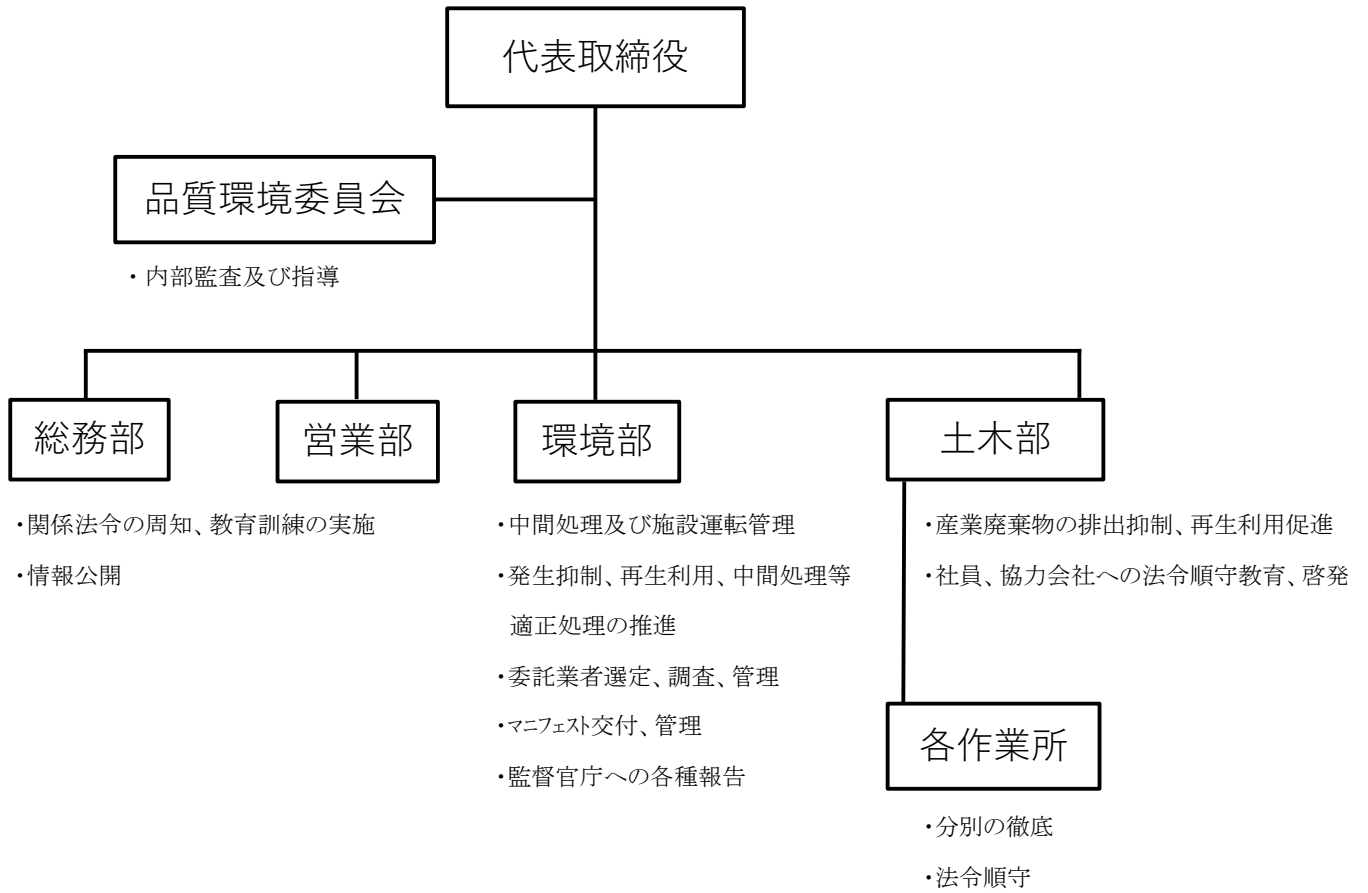 代表取締役
品質環境委員会
・内部監査及び指導
総務部
営業部
環境部
土木部
・関係法令の周知、教育訓練の実施
・情報公開
・中間処理及び施設運転管理
・発生抑制、再生利用、中間処理等
適正処理の推進
・委託業者選定、調査、管理
・マニフェスト交付、管理
・監督官庁への各種報告
・産業廃棄物の排出抑制、再生利用促進
・社員、協力会社への法令順守教育、啓発
各作業所
・分別の徹底
・法令順守